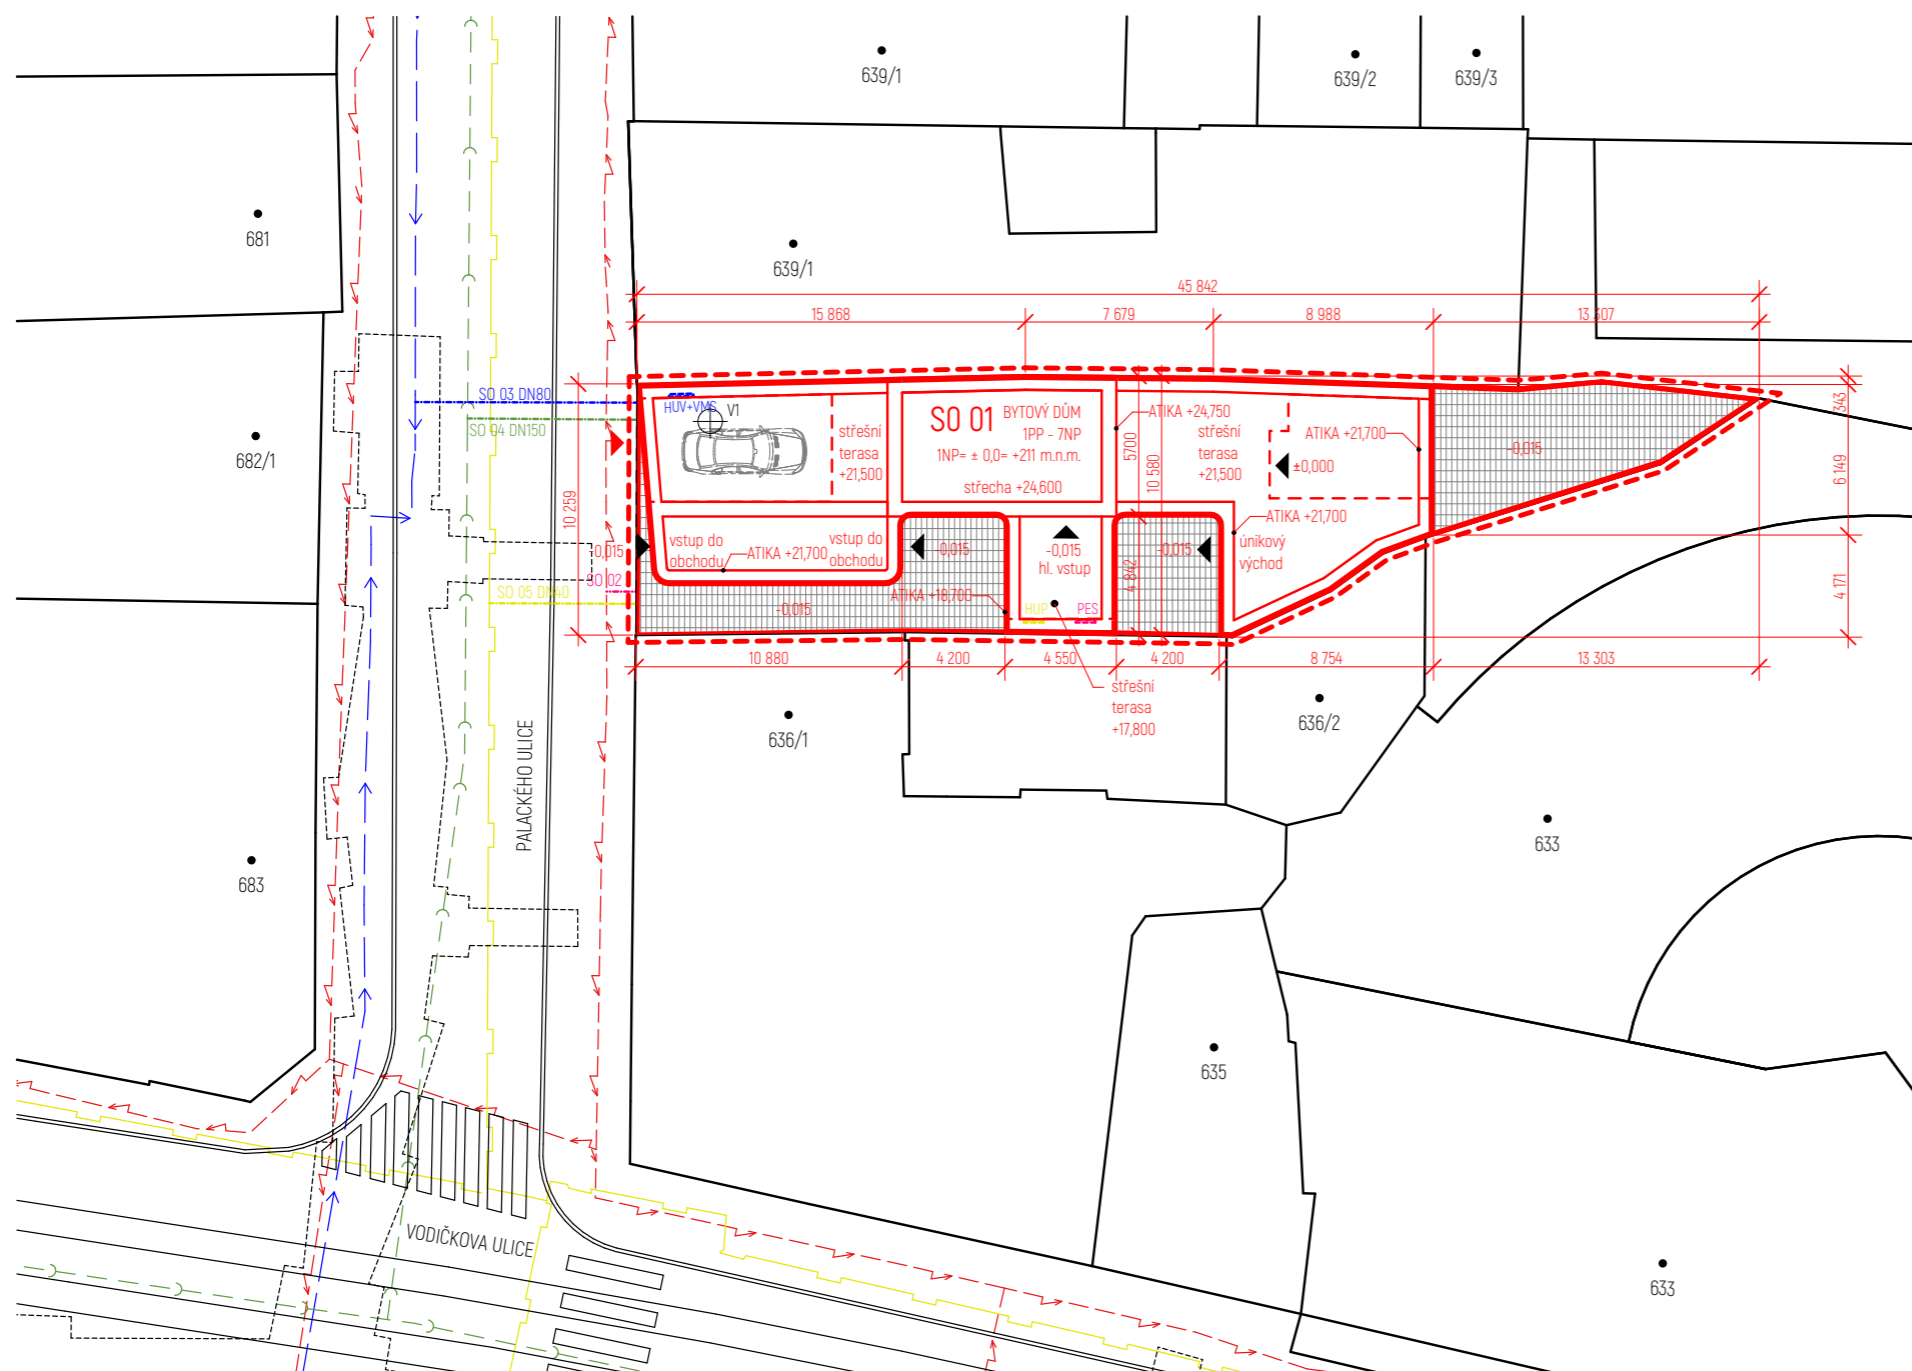 639/1
639/2
639/3
681
639/1
45 842
15 868
7 679
8 988
13 307
SO 03 DN80
HUV+VMS
V1
SO 04 DN150
střešní
terasa
+21,500
SO 01
BYTOVÝ DŮM
1PP - 7NP
1NP= ± 0,0= +211 m.n.m.
střecha +24,600
ATIKA +24,750
střešní
terasa
+21,500
ATIKA +21,700
±0,000
-0,015
343
6 149
4 171
682/1
10 259
5700
10 580
4 842
ATIKA +21,700
únikový
východ
0,015
vstup do
obchodu
ATIKA +21,700
vstup do
obchodu
-0,015
-0,015
hl. vstup
-0,015
SO 02
SO 05 DN40
-0,015
ATIKA +18,700
HUP
PES
10 880
4 200
4 550
4 200
8 754
13 303
střešní
terasa
+17,800
636/1
636/2
PALACKÉHO ULICE
633
683
635
VODIČKOVA ULICE
633